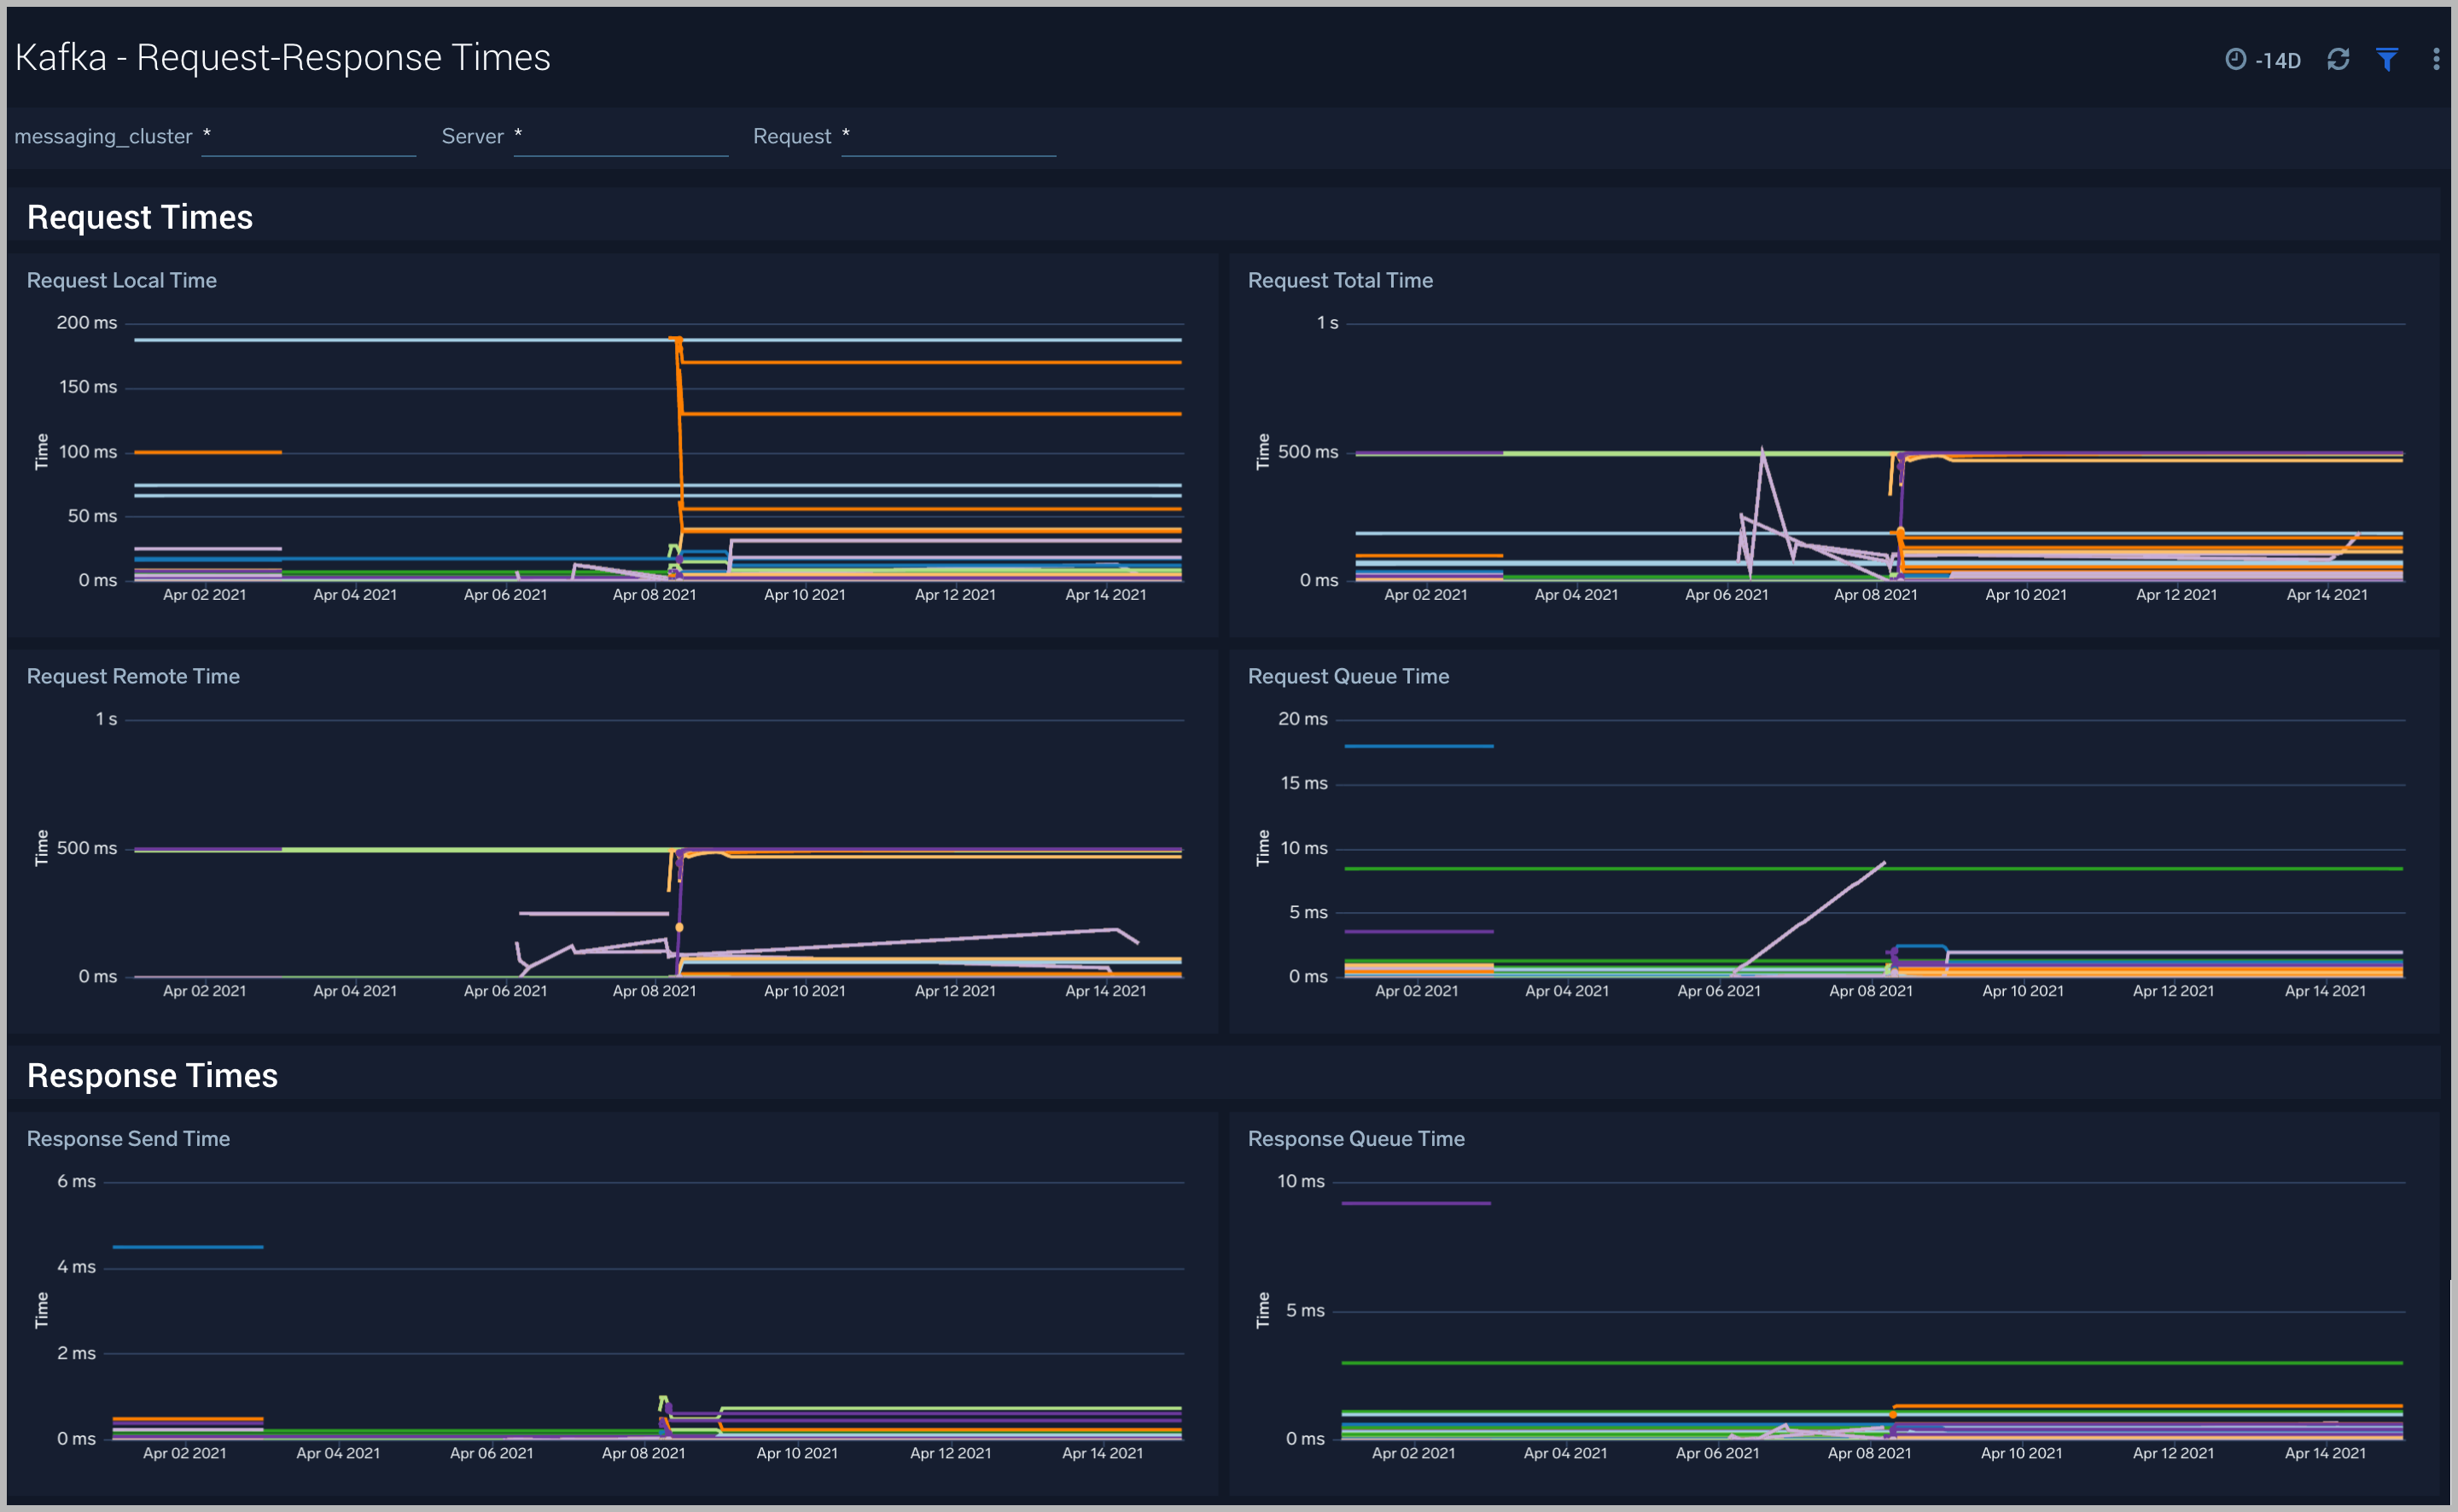 Kafka - Request-Response Times
-14D
messaging_cluster *
Server *
Request *
Request Times
Request Local Time
200 ms
150 ms
100 ms
50 ms
0 ms
Time
Apr 02 2021 Apr 04 2021 Apr 06 2021 Apr 08 2021 Apr 10 2021 Apr 12 2021 Apr 14 2021
Request Total Time
1 s
500 ms
0 ms
Time
Apr 02 2021 Apr 04 2021 Apr 06 2021 Apr 08 2021 Apr 10 2021 Apr 12 2021 Apr 14 2021
Request Remote Time
1 s
500 ms
0 ms
Time
Apr 02 2021 Apr 04 2021 Apr 06 2021 Apr 08 2021 Apr 10 2021 Apr 12 2021 Apr 14 2021
Request Queue Time
20 ms
15 ms
10 ms
5 ms
0 ms
Time
Apr 02 2021 Apr 04 2021 Apr 06 2021 Apr 08 2021 Apr 10 2021 Apr 12 2021 Apr 14 2021
Response Times
Response Send Time
6 ms
4 ms
2 ms
0 ms
Time
Apr 02 2021 Apr 04 2021 Apr 06 2021 Apr 08 2021 Apr 10 2021 Apr 12 2021 Apr 14 2021
Response Queue Time
10 ms
5 ms
0 ms
Time
Apr 02 2021 Apr 04 2021 Apr 06 2021 Apr 08 2021 Apr 10 2021 Apr 12 2021 Apr 14 2021